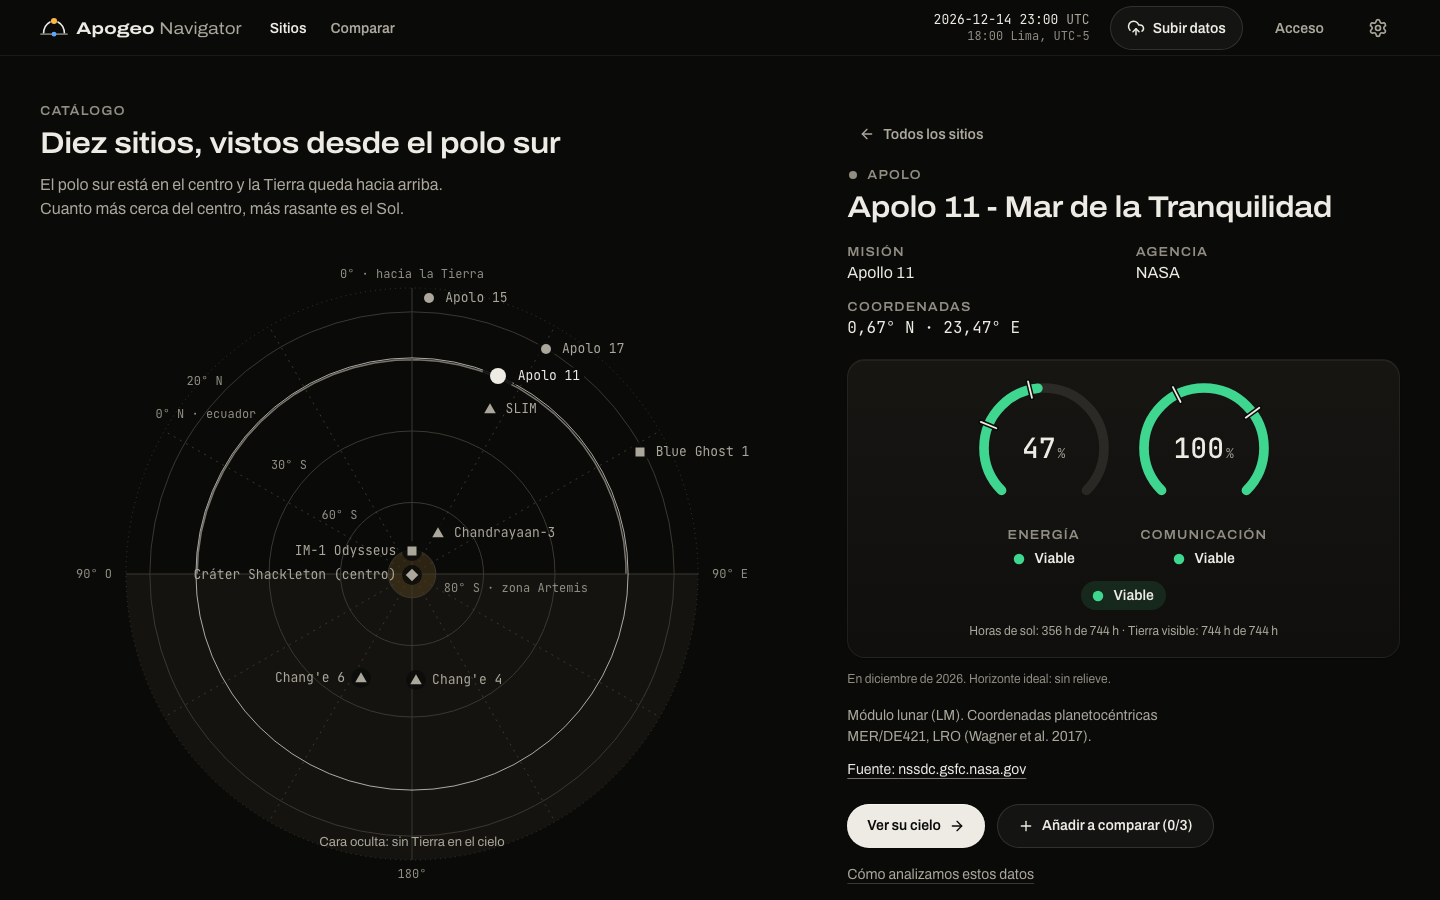 Apogeo Navigator
Sitios
Comparar
2026-12-14 23:00 UTC
18:00 Lima, UTC-5
Subir datos
Acceso
CATÁLOGO
Diez sitios, vistos desde el polo sur
El polo sur está en el centro y la Tierra queda hacia arriba.
Cuanto más cerca del centro, más rasante es el Sol.
0° · hacia la Tierra
Apolo 15
Apolo 17
Apolo 11
20° N
SLIM
0° N · ecuador
Blue Ghost 1
30° S
60° S
Chandrayaan-3
IM-1 Odysseus
90° O
Cráter Shackleton (centro)
90° E
80° S · zona Artemis
Chang'e 6
Chang'e 4
Cara oculta: sin Tierra en el cielo
180°
Todos los sitios
APOLO
Apolo 11 - Mar de la Tranquilidad
MISIÓN
Apollo 11
AGENCIA
NASA
COORDENADAS
0,67° N · 23,47° E
47%
100%
ENERGÍA
Viable
COMUNICACIÓN
Viable
Viable
Horas de sol: 356 h de 744 h · Tierra visible: 744 h de 744 h
En diciembre de 2026. Horizonte ideal: sin relieve.
Módulo lunar (LM). Coordenadas planetocéntricas
MER/DE421, LRO (Wagner et al. 2017).
Fuente: nssdc.gsfc.nasa.gov
Ver su cielo
Añadir a comparar (0/3)
Cómo analizamos estos datos